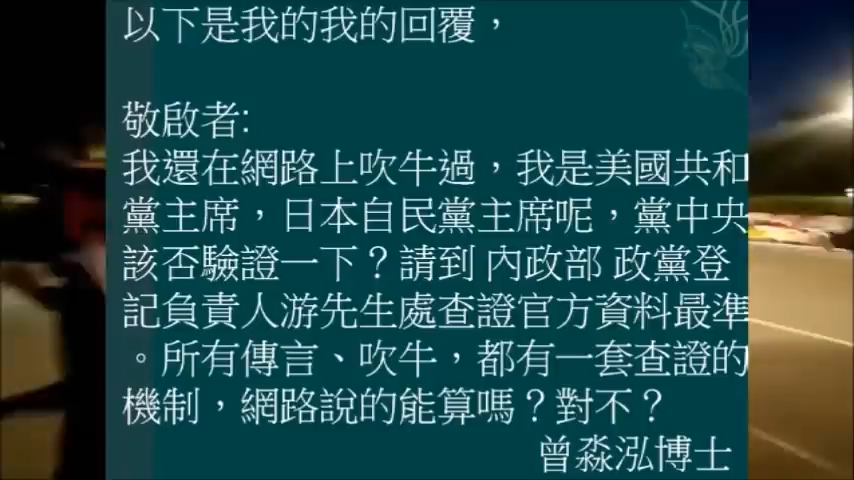 以下是我的我的回覆，
敬啟者:
我還在網路上吹牛過，我是美國共和
黨主席，日本自民黨主席呢，黨中央
該否驗證一下？請到 內政部 政黨登
記負責人游先生處查證官方資料最準
。所有傳言、吹牛，都有一套查證的
機制，網路說的能算嗎？對不？
曾淼泓博士